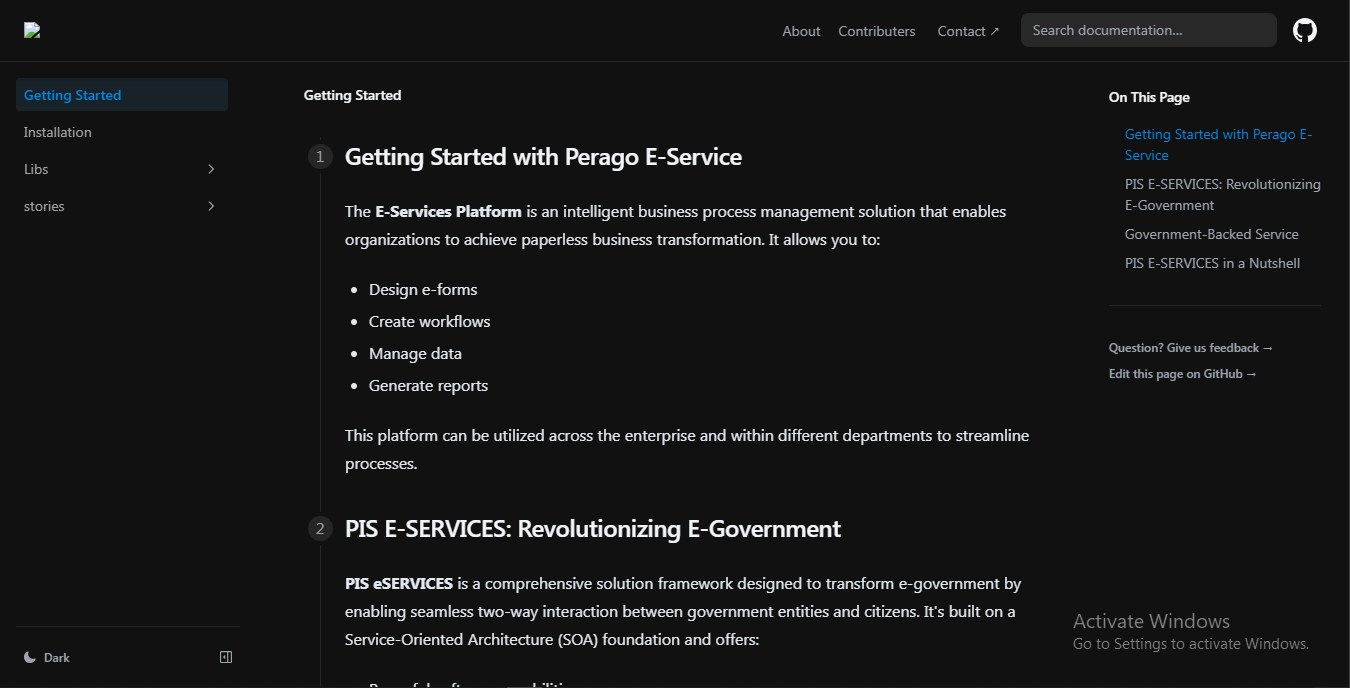 About Contributers Contact ↗ Search documentation...
Getting Started
Installation
Libs
stories
Dark
Getting Started
1 Getting Started with Perago E-Service
The E-Services Platform is an intelligent business process management solution that enables
organizations to achieve paperless business transformation. It allows you to:
• Design e-forms
• Create workflows
• Manage data
• Generate reports
This platform can be utilized across the enterprise and within different departments to streamline
processes.
2 PIS E-SERVICES: Revolutionizing E-Government
PIS eSERVICES is a comprehensive solution framework designed to transform e-government by
enabling seamless two-way interaction between government entities and citizens. It's built on a
Service-Oriented Architecture (SOA) foundation and offers:
On This Page
Getting Started with Perago E-
Service
PIS E-SERVICES: Revolutionizing
E-Government
Government-Backed Service
PIS E-SERVICES in a Nutshell
Question? Give us feedback →
Edit this page on GitHub →
Activate Windows
Go to Settings to activate Windows.